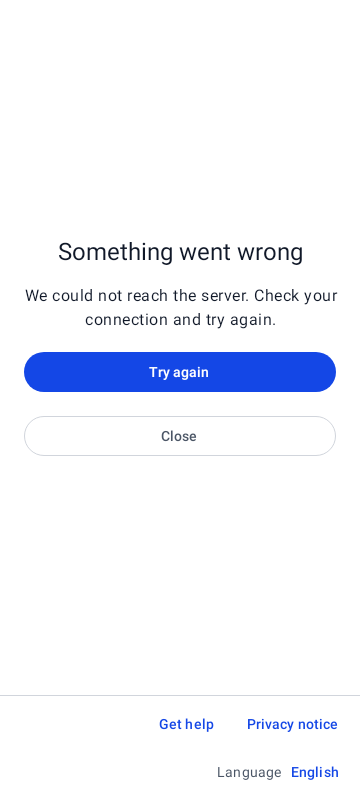 Something went wrong
We could not reach the server. Check your
connection and try again.
Try again
Close
Get help Privacy notice
Language English